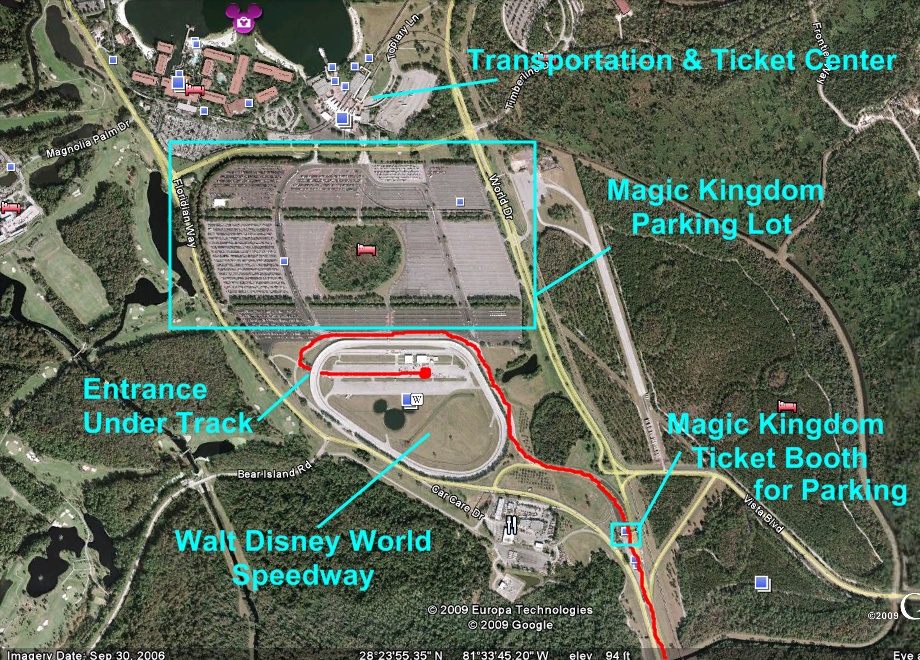 Transportation & Ticket Center
Topiary Ln
Magnolia Palm Dr
Floridian Way
World Dr
Magic Kingdom
Parking Lot
Entrance
Under Track
Magic Kingdom
Ticket Booth
for Parking
Bear Island Rd
Car Care Dr
Vista Blvd
Walt Disney World
Speedway
W
© 2009 Europa Technologies
© 2009 Google
©2009
Imagery Date: Sep 30, 2006
28°23'55.35" N 81°33'45.20" W elev 94 ft
Eye a